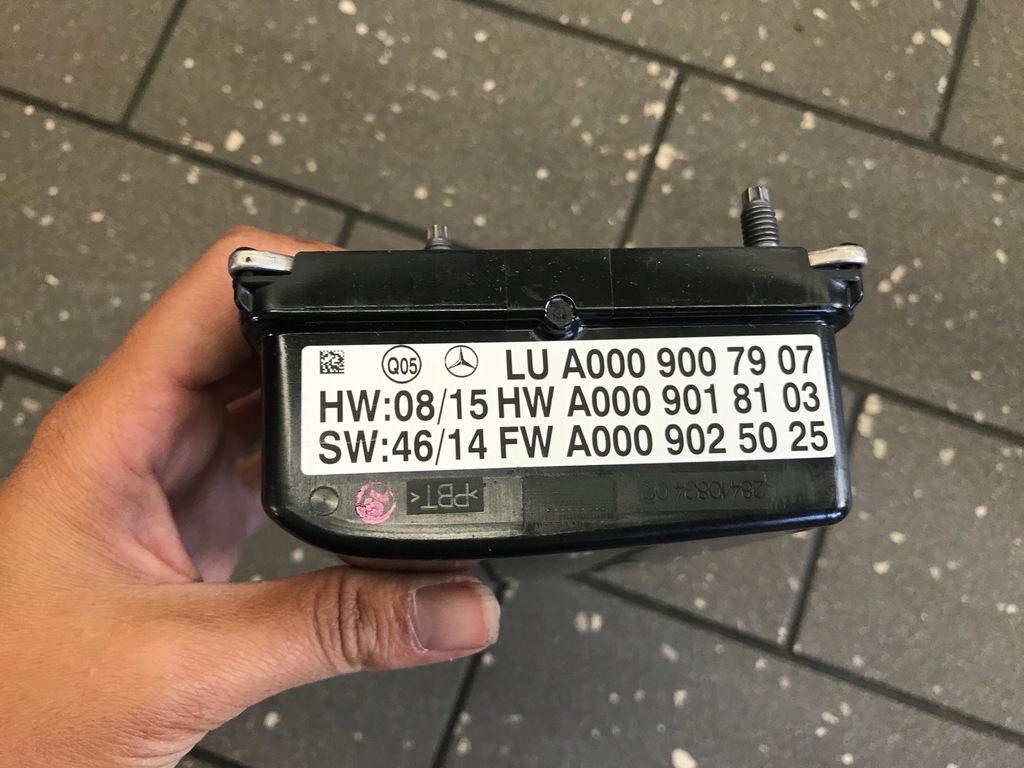 Q05 LU A000 900 79 07
HW:08/15 HW A000 901 81 03
SW:46/14 FW A000 902 50 25
>PBT<